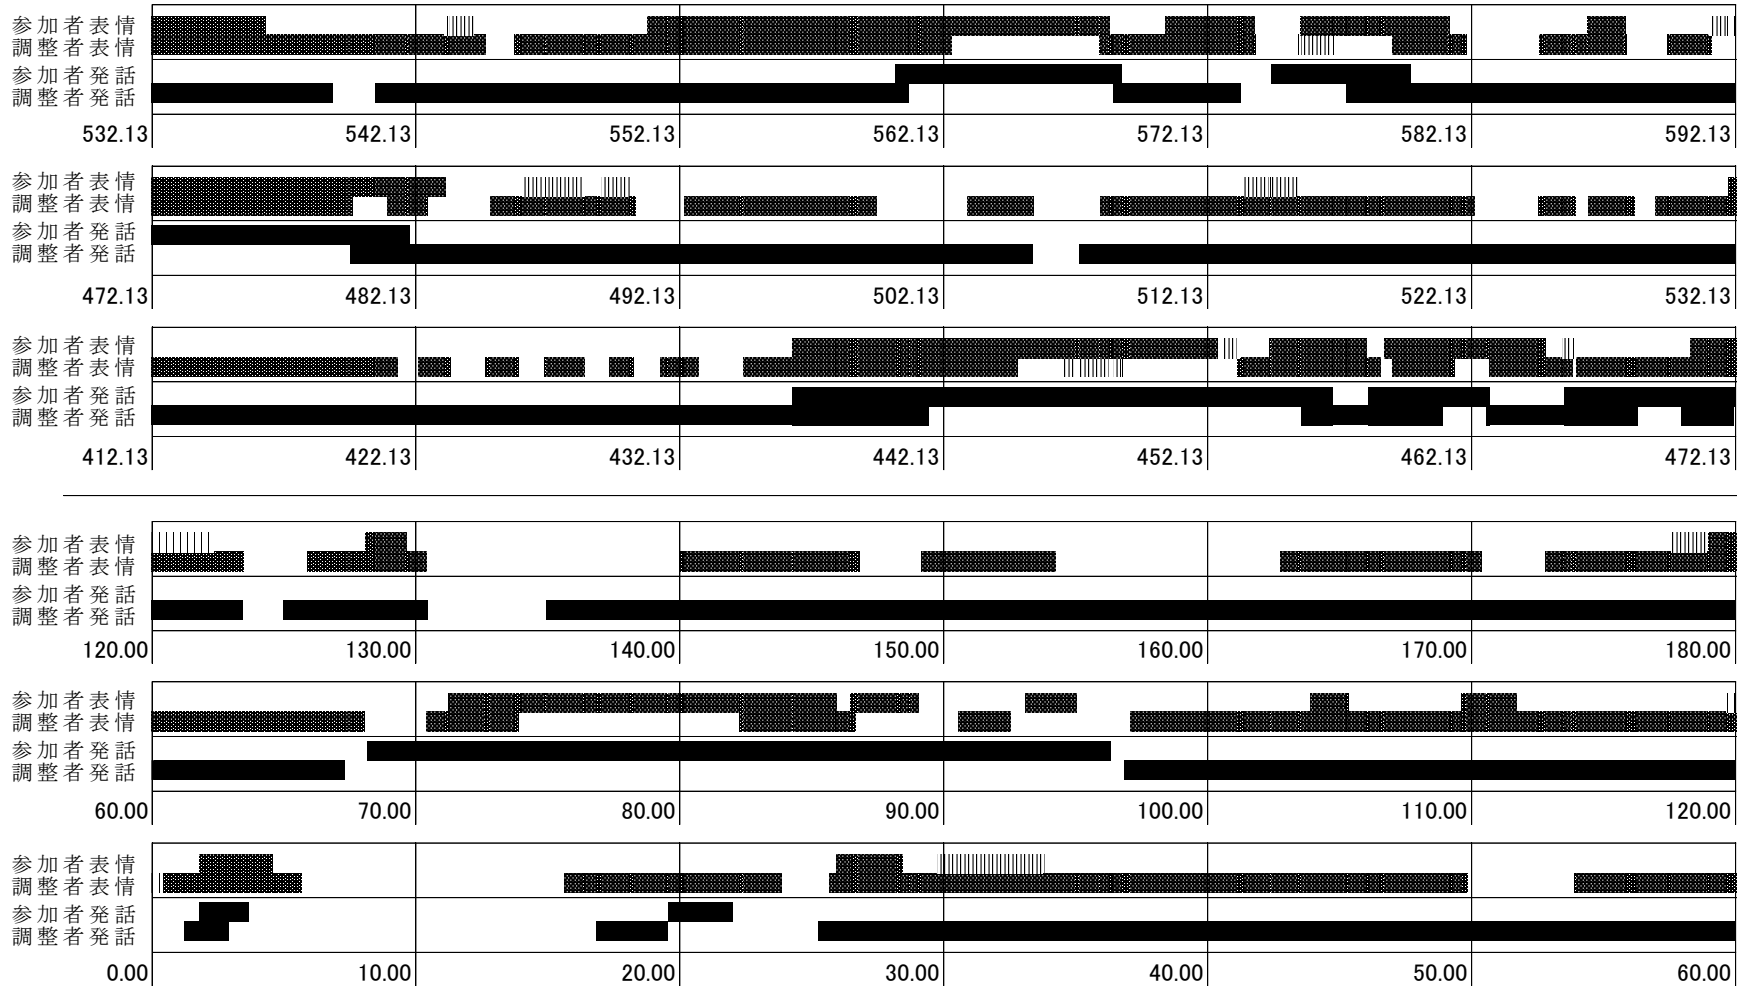 参加者表情
調整者表情
参加者発話
調整者発話
532.13 542.13 552.13 562.13 572.13 582.13 592.13
参加者表情
調整者表情
参加者発話
調整者発話
472.13 482.13 492.13 502.13 512.13 522.13 532.13
参加者表情
調整者表情
参加者発話
調整者発話
412.13 422.13 432.13 442.13 452.13 462.13 472.13
参加者表情
調整者表情
参加者発話
調整者発話
120.00 130.00 140.00 150.00 160.00 170.00 180.00
参加者表情
調整者表情
参加者発話
調整者発話
60.00 70.00 80.00 90.00 100.00 110.00 120.00
参加者表情
調整者表情
参加者発話
調整者発話
0.00 10.00 20.00 30.00 40.00 50.00 60.00